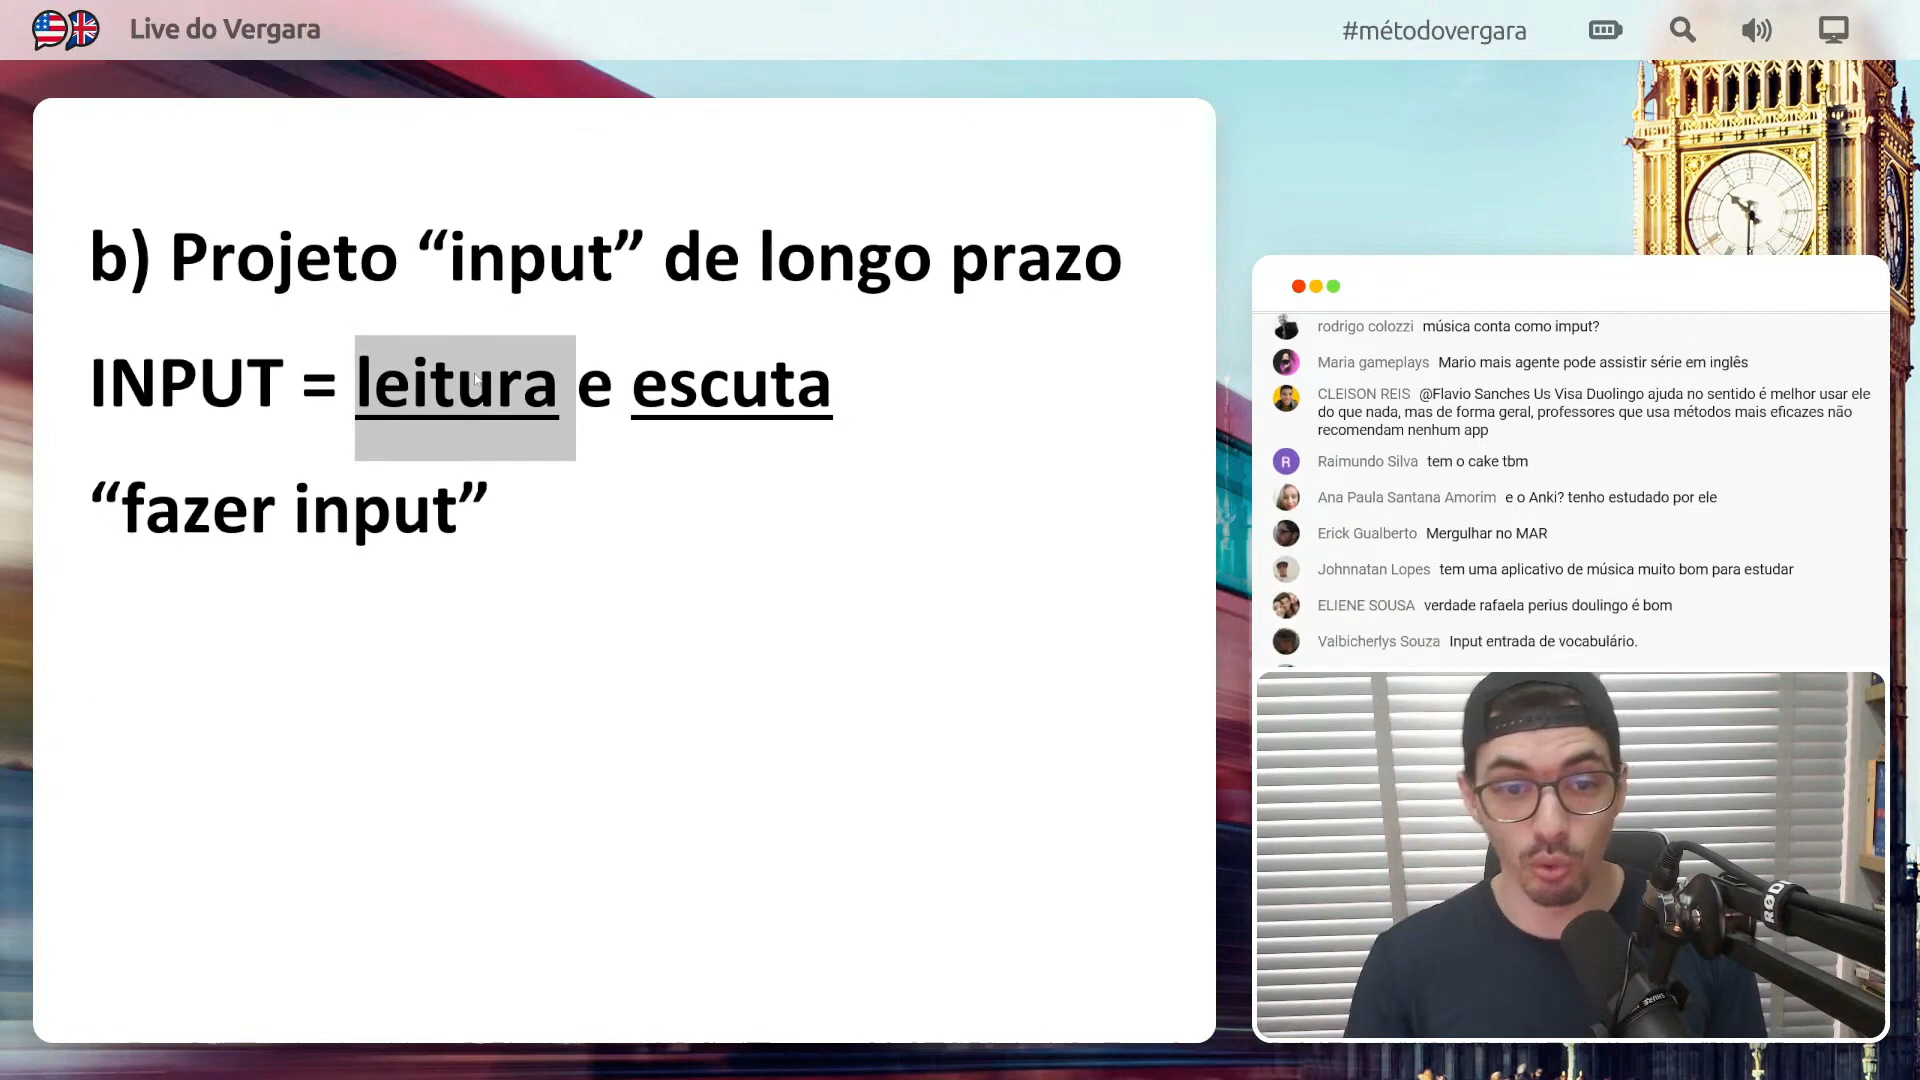 Live do Vergara
#métodovergara
b) Projeto “input” de longo prazo
INPUT = leitura e escuta
“fazer input”
rodrigo colozzi música conta como imput?
Maria gameplays Mario mais agente pode assistir série em inglês
CLEISON REIS @Flavio Sanches Us Visa Duolingo ajuda no sentido é melhor usar ele
do que nada, mas de forma geral, professores que usa métodos mais eficazes não
recomendam nenhum app
R
Raimundo Silva tem o cake tbm
Ana Paula Santana Amorim e o Anki? tenho estudado por ele
Erick Gualberto Mergulhar no MAR
Johnnatan Lopes tem uma aplicativo de música muito bom para estudar
ELIENE SOUSA verdade rafaela perius doulingo é bom
Valbicherlys Souza Input entrada de vocabulário.
RØDE
SHURE